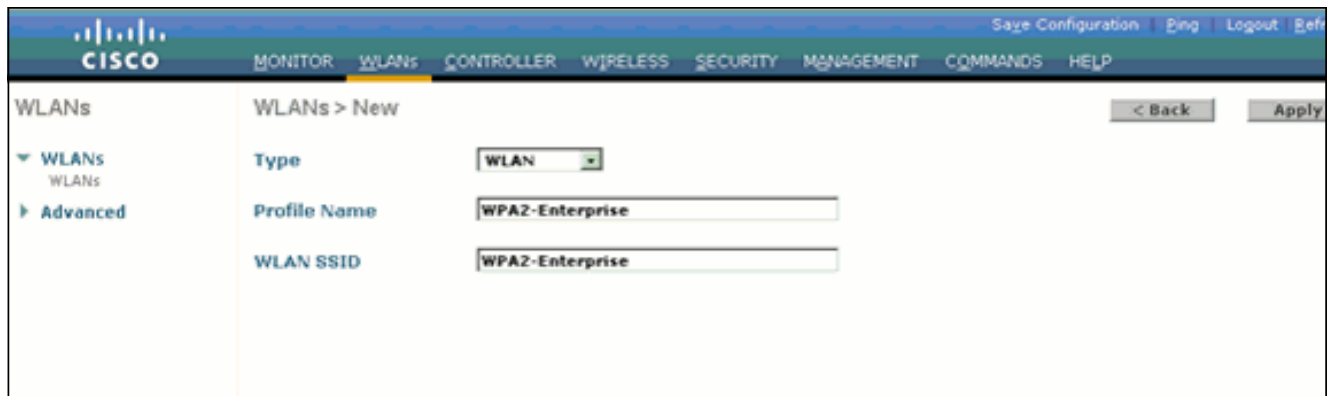 Save Configuration Ping Logout Refr
CISCO MONITOR WLANs CONTROLLER WIRELESS SECURITY MANAGEMENT COMMANDS HELP
WLANs WLANs > New < Back Apply
WLANs Type WLAN
WLANs
Advanced Profile Name WPA2-Enterprise
WLAN SSID WPA2-Enterprise